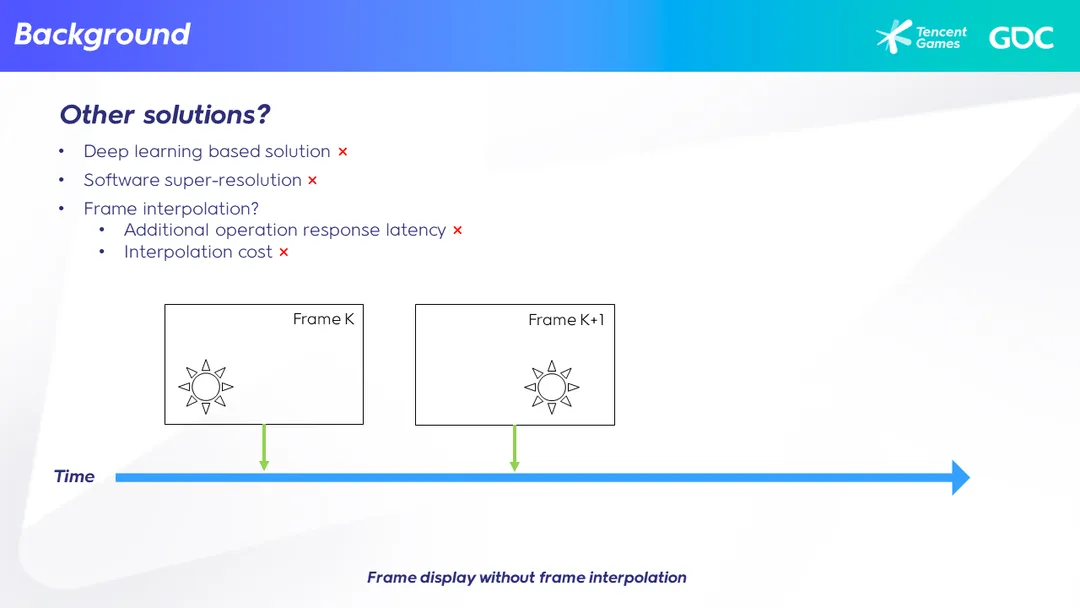 Background
Tencent
Games
GDC
Other solutions?
• Deep learning based solution ×
• Software super-resolution ×
• Frame interpolation?
• Additional operation response latency ×
• Interpolation cost ×
Frame K
Frame K+1
Time
Frame display without frame interpolation